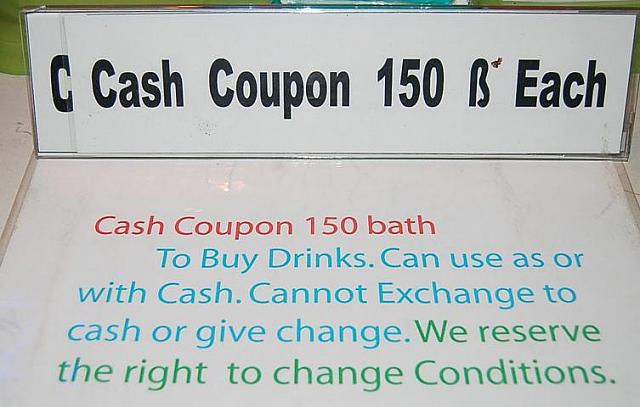 C Cash Coupon 150 ß Each
Cash Coupon 150 bath
To Buy Drinks. Can use as or
with Cash. Cannot Exchange to
cash or give change. We reserve
the right to change Conditions.